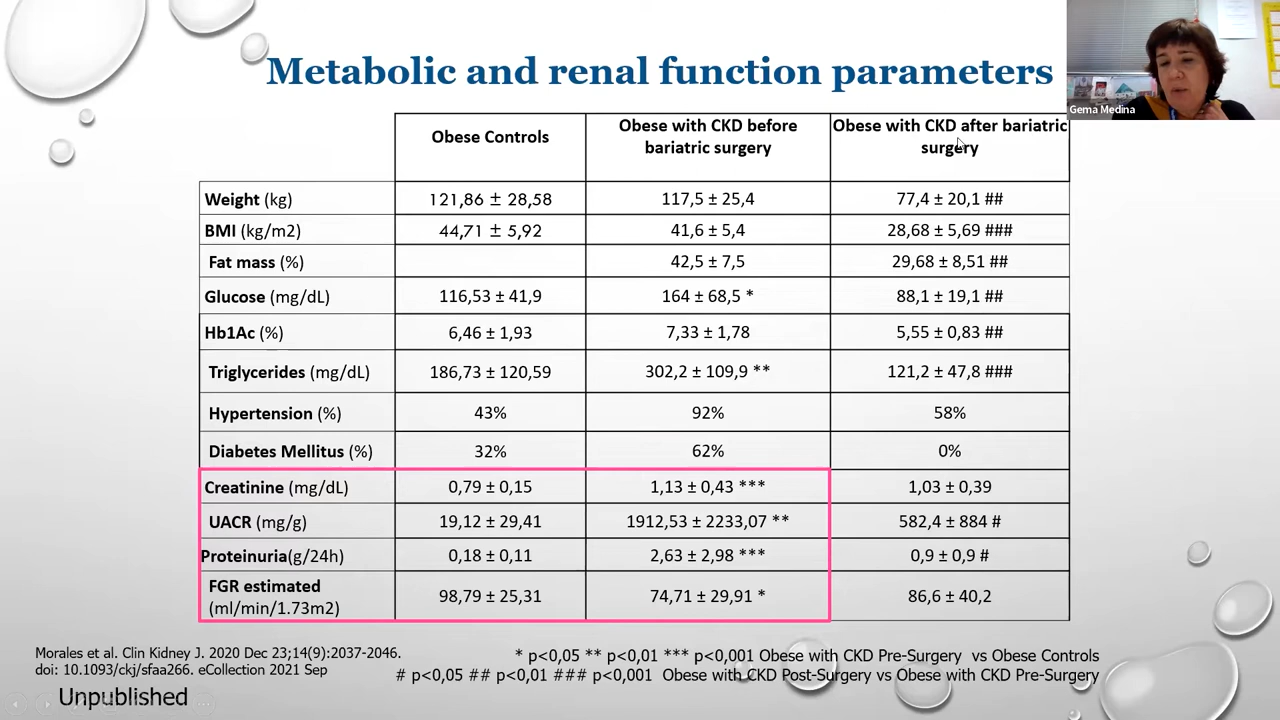 Metabolic and renal function parameters
Gema Medina
Obese Controls
Obese with CKD before
bariatric surgery
Obese with CKD after bariatric
surgery
Weight (kg) 121,86 ± 28,58 117,5 ± 25,4 77,4 ± 20,1 ##
BMI (kg/m2) 44,71 ± 5,92 41,6 ± 5,4 28,68 ± 5,69 ###
Fat mass (%) 42,5 ± 7,5 29,68 ± 8,51 ##
Glucose (mg/dL) 116,53 ± 41,9 164 ± 68,5 * 88,1 ± 19,1 ##
Hb1Ac (%) 6,46 ± 1,93 7,33 ± 1,78 5,55 ± 0,83 ##
Triglycerides (mg/dL) 186,73 ± 120,59 302,2 ± 109,9 ** 121,2 ± 47,8 ###
Hypertension (%) 43% 92% 58%
Diabetes Mellitus (%) 32% 62% 0%
Creatinine (mg/dL) 0,79 ± 0,15 1,13 ± 0,43 *** 1,03 ± 0,39
UACR (mg/g) 19,12 ± 29,41 1912,53 ± 2233,07 ** 582,4 ± 884 #
Proteinuria(g/24h) 0,18 ± 0,11 2,63 ± 2,98 *** 0,9 ± 0,9 #
FGR estimated
(ml/min/1.73m2) 98,79 ± 25,31 74,71 ± 29,91 * 86,6 ± 40,2
Morales et al. Clin Kidney J. 2020 Dec 23;14(9):2037-2046.
doi: 10.1093/ckj/sfaa266. eCollection 2021 Sep
Unpublished
* p<0,05 ** p<0,01 *** p<0,001 Obese with CKD Pre-Surgery vs Obese Controls
# p<0,05 ## p<0,01 ### p<0,001 Obese with CKD Post-Surgery vs Obese with CKD Pre-Surgery